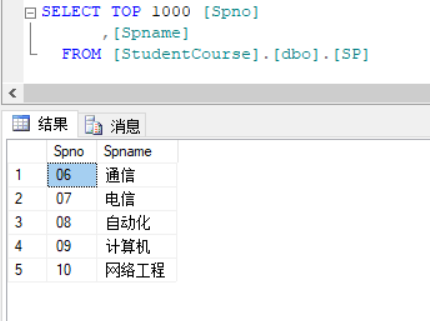 SELECT TOP 1000 [Spno]
,[Spname]
FROM [StudentCourse].[dbo].[SP]
结果 消息
Spno Spname
1 06 通信
2 07 电信
3 08 自动化
4 09 计算机
5 10 网络工程